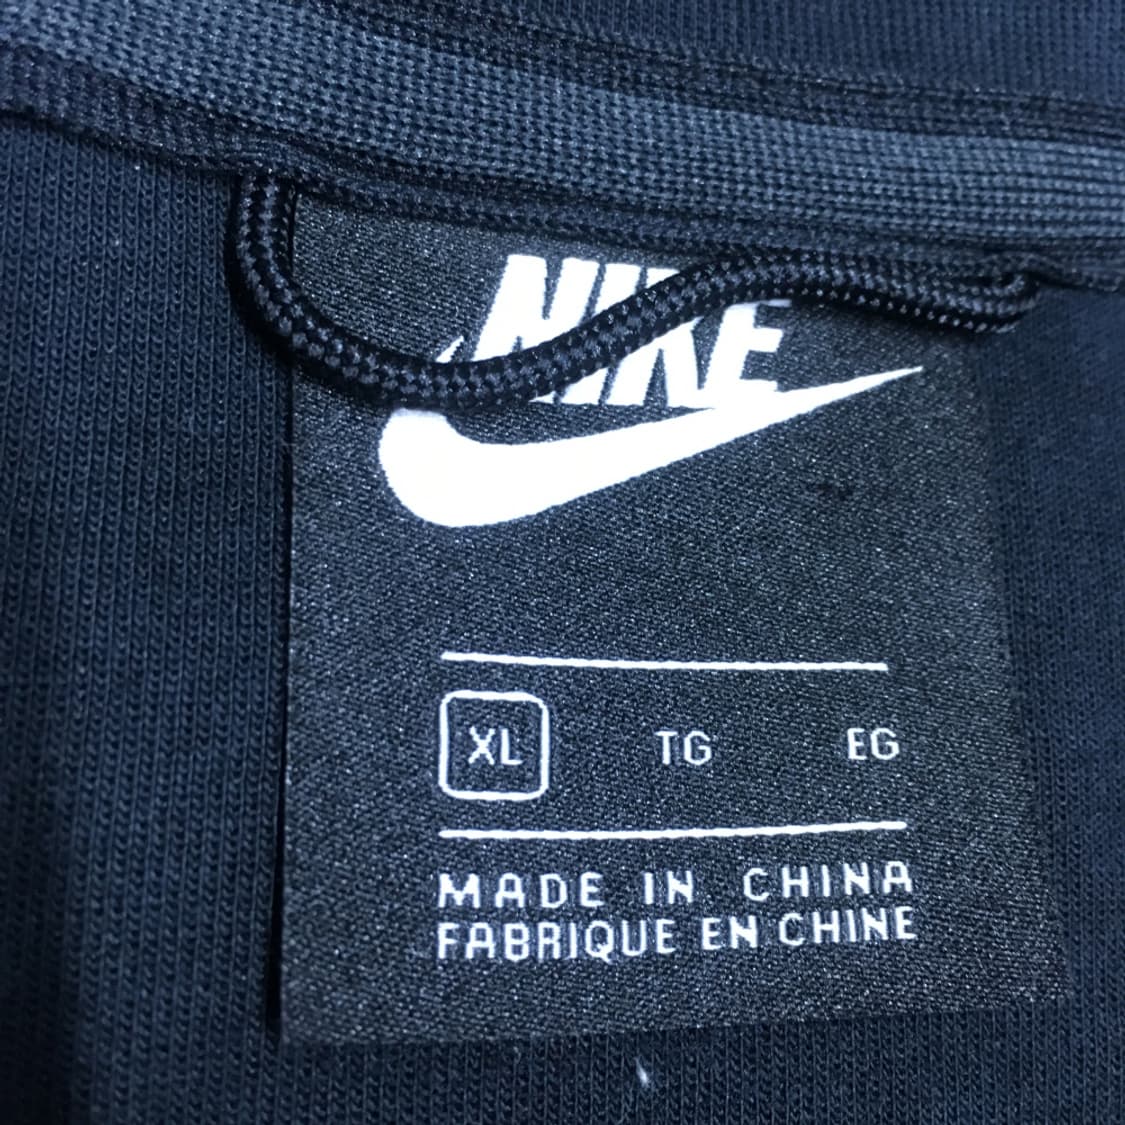 NIKE
XL TG EG
MADE IN CHINA
FABRIQUE EN CHINE